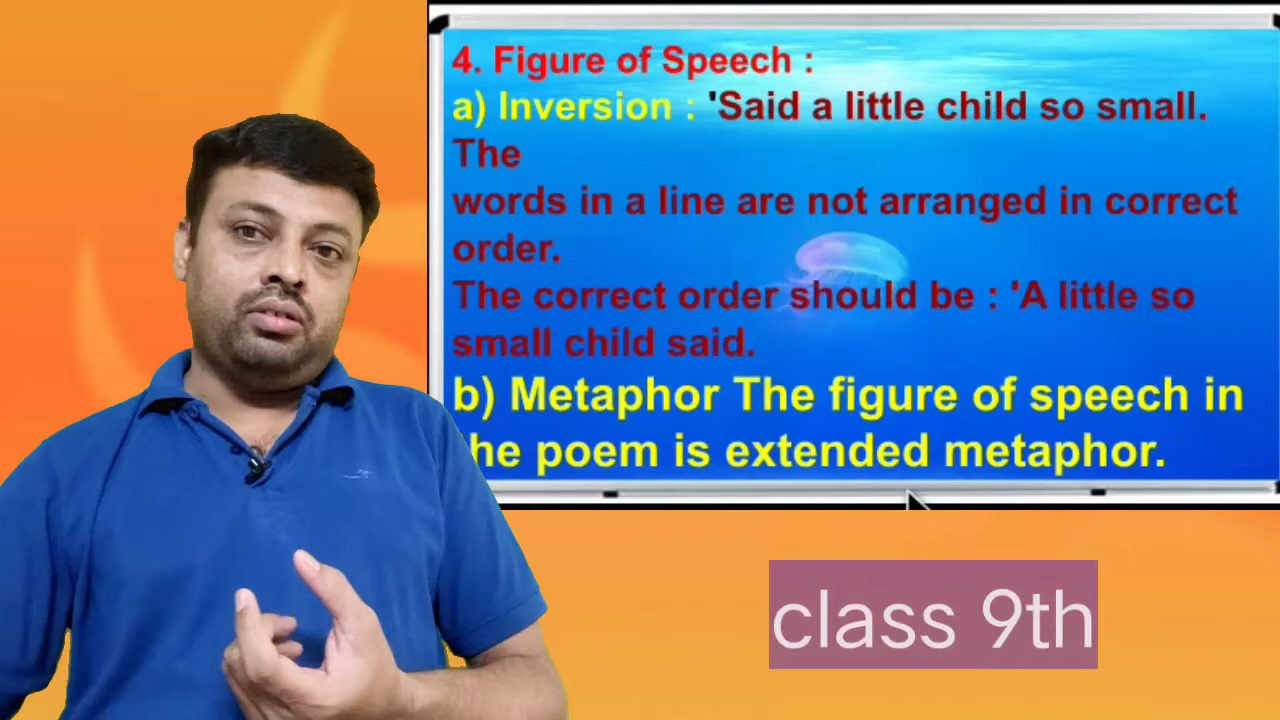 4. Figure of Speech :
a) Inversion : 'Said a little child so small.
The
words in a line are not arranged in correct
order.
The correct order should be : 'A little so
small child said.
b) Metaphor The figure of speech in
he poem is extended metaphor.
class 9th